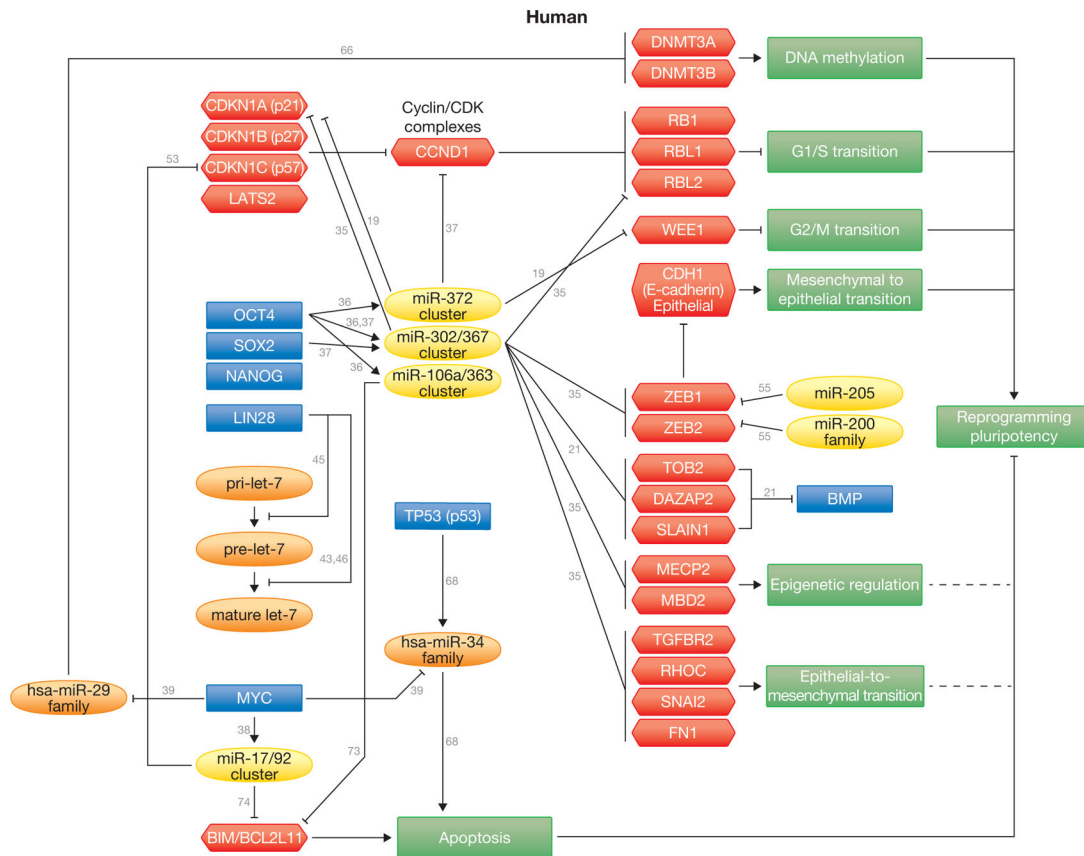 Human
66
DNMT3A
DNMT3B
DNA methylation
CDKN1A (p21)
CDKN1B (p27)
CDKN1C (p57)
LATS2
53
Cyclin/CDK
complexes
CCND1
RB1
RBL1
RBL2
G1/S transition
19
35
37
WEE1
G2/M transition
19
35
CDH1
(E-cadherin)
Epithelial
Mesenchymal to
epithelial transition
OCT4
SOX2
NANOG
LIN28
36
36,37
37
36
miR-372
cluster
miR-302/367
cluster
miR-106a/363
cluster
35
ZEB1
ZEB2
55
55
miR-205
miR-200
family
Reprogramming
pluripotency
45
21
pri-let-7
pre-let-7
mature let-7
43,46
TOB2
DAZAP2
SLAIN1
21
BMP
TP53 (p53)
35
68
MECP2
MBD2
Epigenetic regulation
35
hsa-miR-34
family
TGFBR2
RHOC
SNAI2
FN1
Epithelial-to-
mesenchymal transition
hsa-miR-29
family
39
MYC
39
38
miR-17/92
cluster
68
73
74
BIM/BCL2L11
Apoptosis